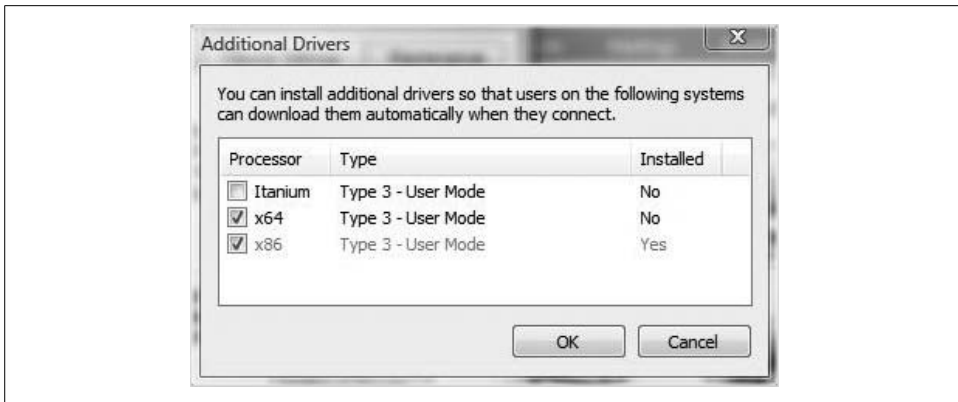 Additional Drivers
You can install additional drivers so that users on the following systems
can download them automatically when they connect.
Processor Type Installed
Itanium Type 3 - User Mode No
x64 Type 3 - User Mode No
x86 Type 3 - User Mode Yes
OK Cancel